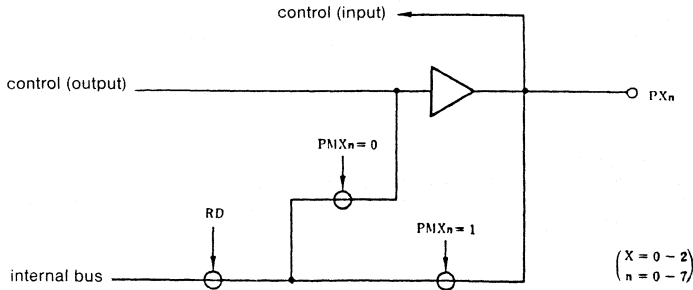 control (input)
control (output)
PXn
PMXn = 0
RD
PMXn = 1
internal bus
(X = 0 – 2
n = 0 – 7)